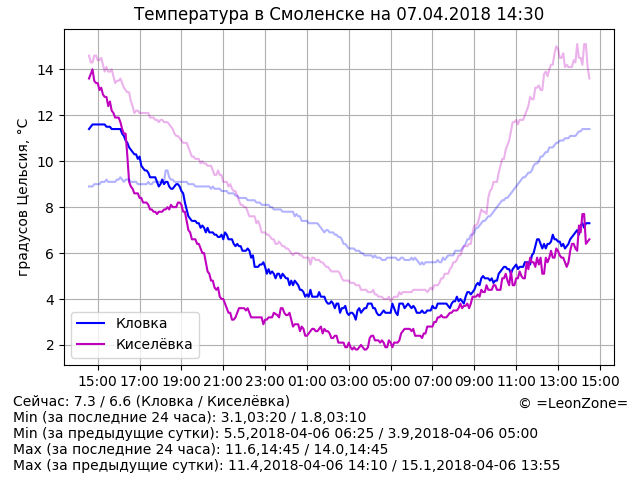 Температура в Смоленске на 07.04.2018 14:30
градусов Цельсия, °C
14
12
10
8
6
4
2
Кловка
Киселёвка
15:00 17:00 19:00 21:00 23:00 01:00 03:00 05:00 07:00 09:00 11:00 13:00 15:00
Сейчас: 7.3 / 6.6 (Кловка / Киселёвка)
© =LeonZone=
Min (за последние 24 часа): 3.1,03:20 / 1.8,03:10
Min (за предыдущие сутки): 5.5,2018-04-06 06:25 / 3.9,2018-04-06 05:00
Max (за последние 24 часа): 11.6,14:45 / 14.0,14:45
Max (за предыдущие сутки): 11.4,2018-04-06 14:10 / 15.1,2018-04-06 13:55